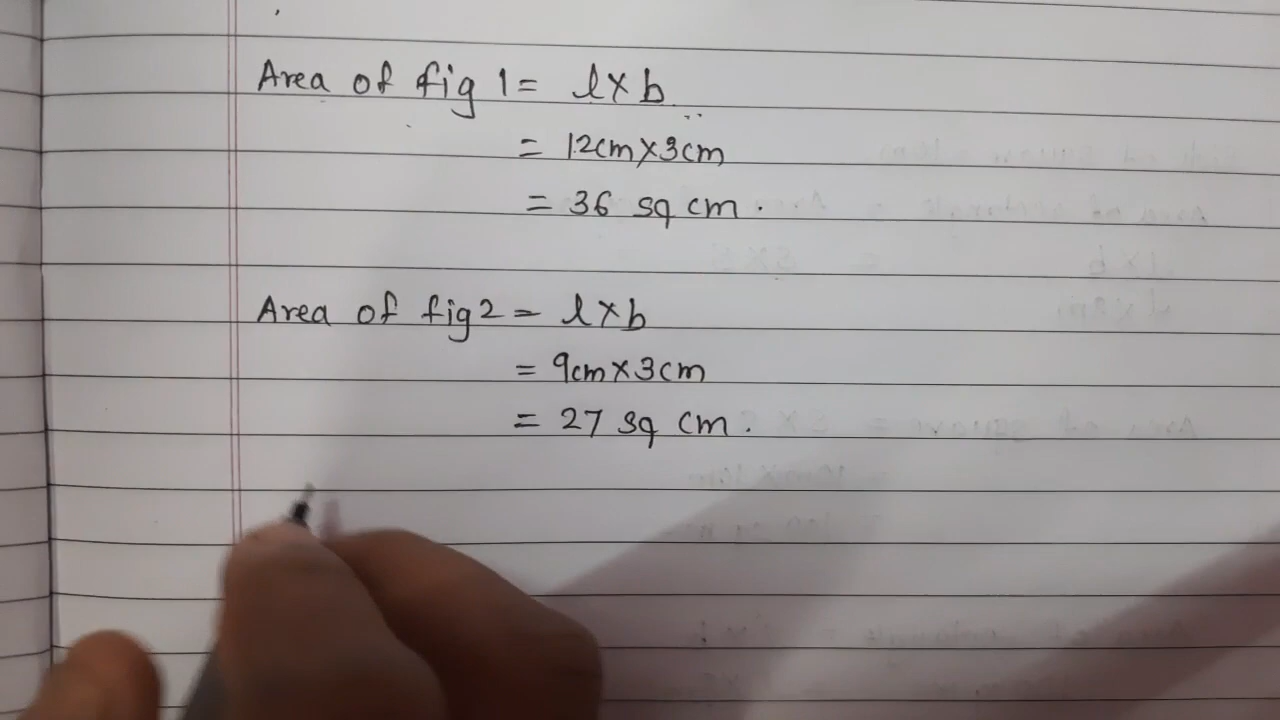 Area of fig 1 = l×b
= 12cm×3cm
= 36 sq cm.
Area of fig 2 = l×b
= 9cm×3cm
= 27 sq cm.